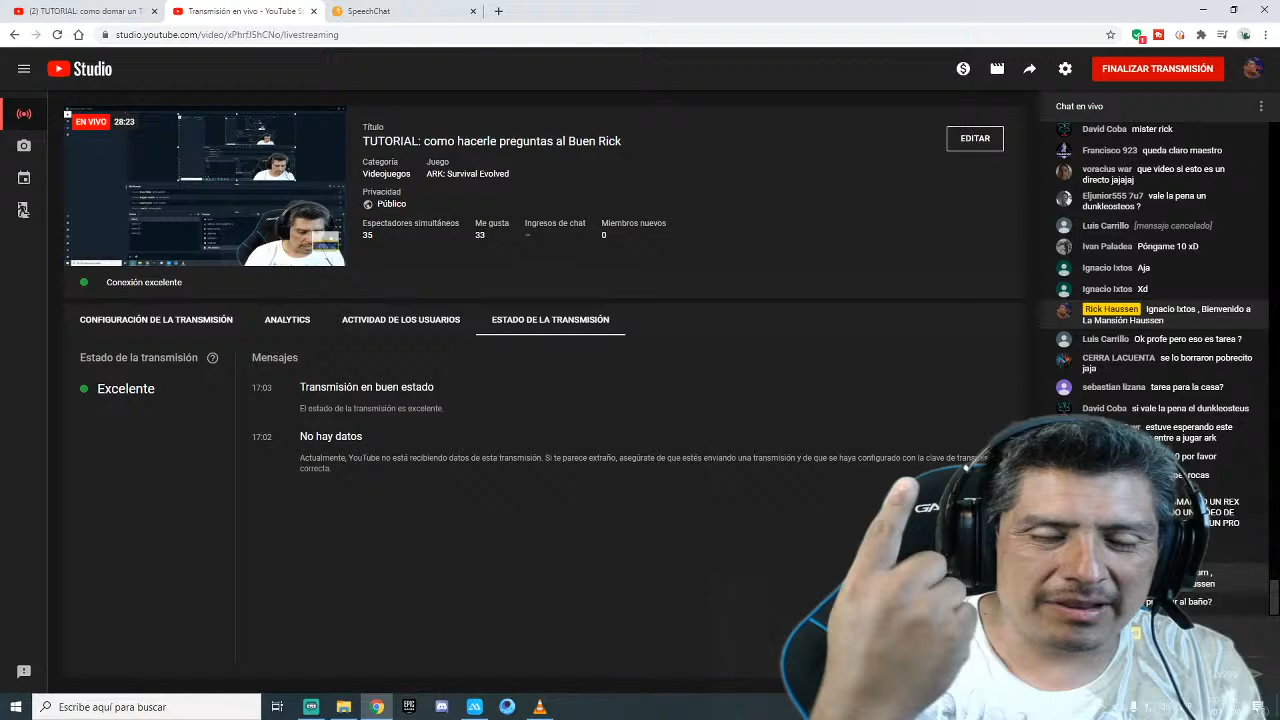 (2) TUTORIAL: como domar un T
Transmisión en vivo - YouTube S
SpeechChat
studio.youtube.com/video/xPhrfJ5hCNo/livestreaming
Studio
FINALIZAR TRANSMISIÓN
EN VIVO 28:23
Título
TUTORIAL: como hacerle preguntas al Buen Rick
EDITAR
Categoría Juego
Videojuegos ARK: Survival Evolved
Privacidad
Público
Espectadores simultáneos Me gusta Ingresos de chat Miembros nuevos
35 33 – 0
Conexión excelente
CONFIGURACIÓN DE LA TRANSMISIÓN ANALYTICS ACTIVIDAD DE LOS USUARIOS ESTADO DE LA TRANSMISIÓN
Estado de la transmisión
Excelente
Mensajes
17:03 Transmisión en buen estado
El estado de la transmisión es excelente.
17:02 No hay datos
Actualmente, YouTube no está recibiendo datos de esta transmisión. Si te parece extraño, asegúrate de que estés enviando una transmisión y de que se haya configurado con la clave de transmis
correcta.
Chat en vivo
David Coba mister rick
Francisco 923 queda claro maestro
voracius war que video si esto es un
directo jajajaj
Eljunior555 7u7 vale la pena un
dunkleosteus ?
Luis Carrillo [mensaje cancelado]
Ivan Paladea Póngame 10 xD
Ignacio Ixtos Aja
Ignacio Ixtos Xd
Rick Haussen Ignacio Ixtos , Bienvenido a
La Mansión Haussen
Luis Carrillo Ok profe pero eso es tarea ?
CERRA LACUENTA se lo borraron pobrecito
jaja
sebastian lizana tarea para la casa?
David Coba si vale la pena el dunkleosteus
estuve esperando este
entre a jugar ark
por favor
rocas
UN REX
DE
UN PRO
al baño?
Escribe aquí para buscar